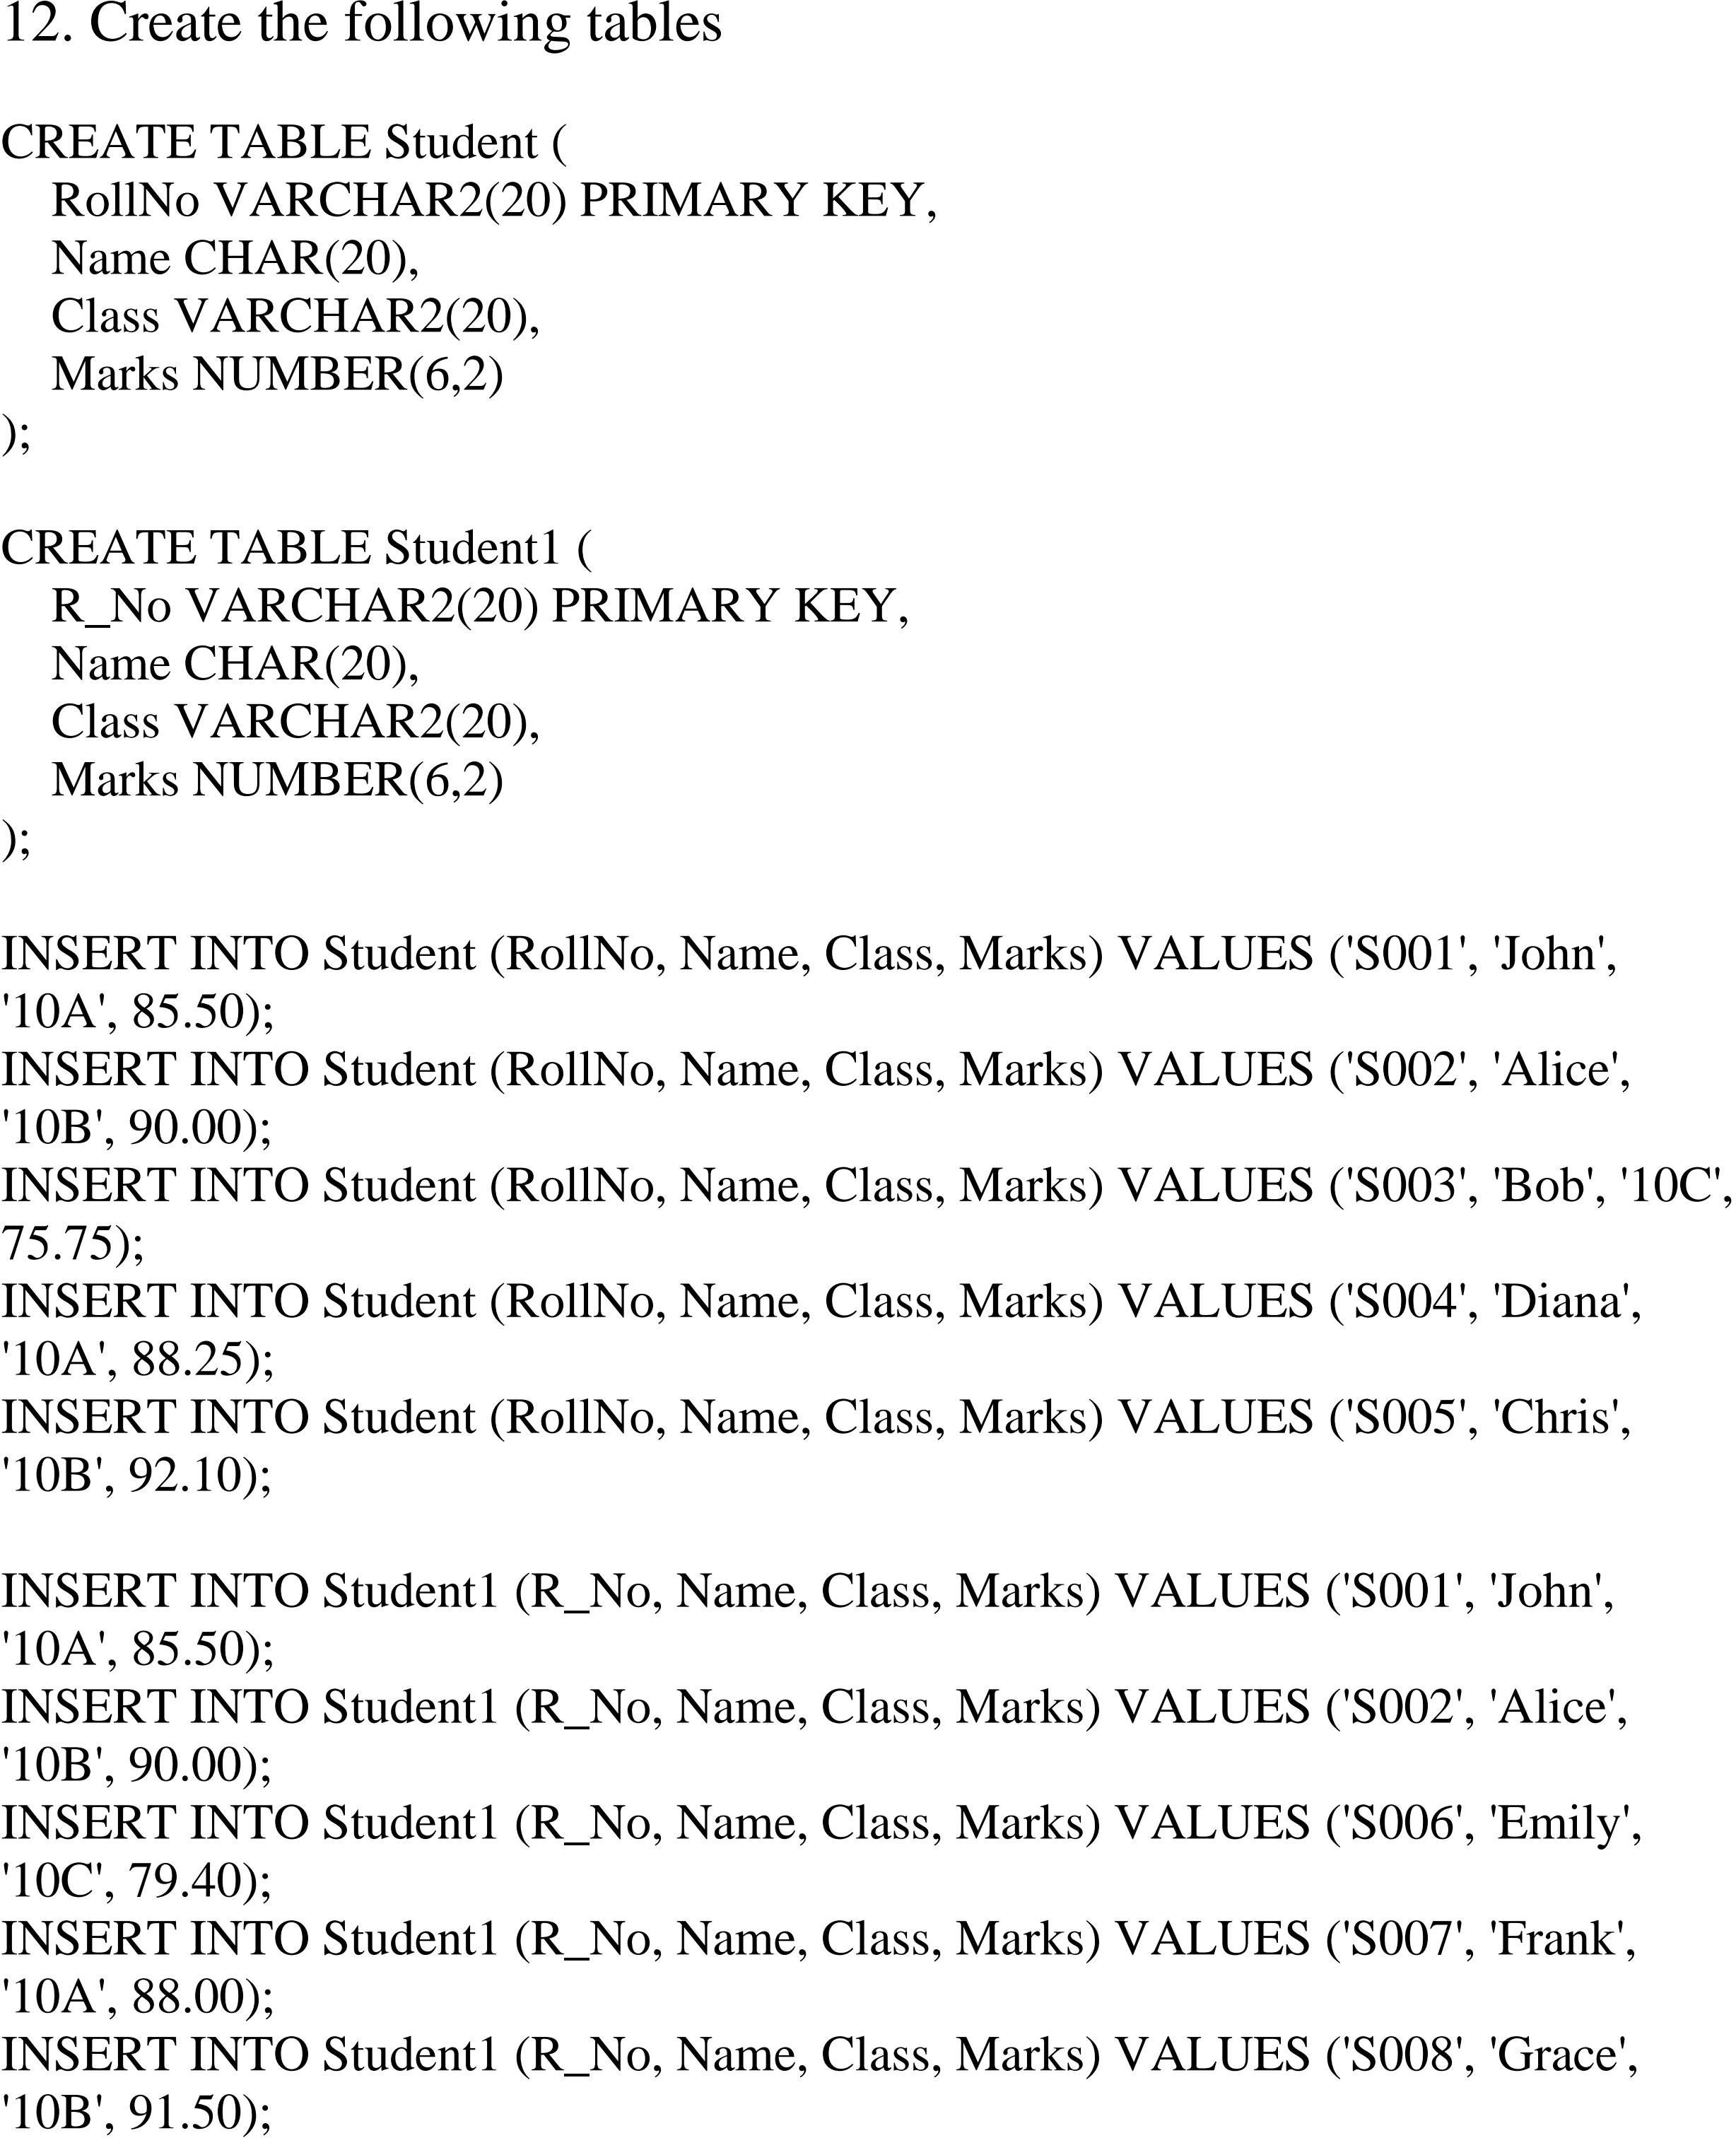 12. Create the following tables
CREATE TABLE Student (
RollNo VARCHAR2(20) PRIMARY KEY,
Name CHAR(20),
Class VARCHAR2(20),
Marks NUMBER(6,2)
);
CREATE TABLE Student1 (
R_No VARCHAR2(20) PRIMARY KEY,
Name CHAR(20),
Class VARCHAR2(20),
Marks NUMBER(6,2)
);
INSERT INTO Student (RollNo, Name, Class, Marks) VALUES ('S001', 'John',
'10A', 85.50);
INSERT INTO Student (RollNo, Name, Class, Marks) VALUES ('S002', 'Alice',
'10B', 90.00);
INSERT INTO Student (RollNo, Name, Class, Marks) VALUES ('S003', 'Bob', '10C',
75.75);
INSERT INTO Student (RollNo, Name, Class, Marks) VALUES ('S004', 'Diana',
'10A', 88.25);
INSERT INTO Student (RollNo, Name, Class, Marks) VALUES ('S005', 'Chris',
'10B', 92.10);
INSERT INTO Student1 (R_No, Name, Class, Marks) VALUES ('S001', 'John',
'10A', 85.50);
INSERT INTO Student1 (R_No, Name, Class, Marks) VALUES ('S002', 'Alice',
'10B', 90.00);
INSERT INTO Student1 (R_No, Name, Class, Marks) VALUES ('S006', 'Emily',
'10C', 79.40);
INSERT INTO Student1 (R_No, Name, Class, Marks) VALUES ('S007', 'Frank',
'10A', 88.00);
INSERT INTO Student1 (R_No, Name, Class, Marks) VALUES ('S008', 'Grace',
'10B', 91.50);